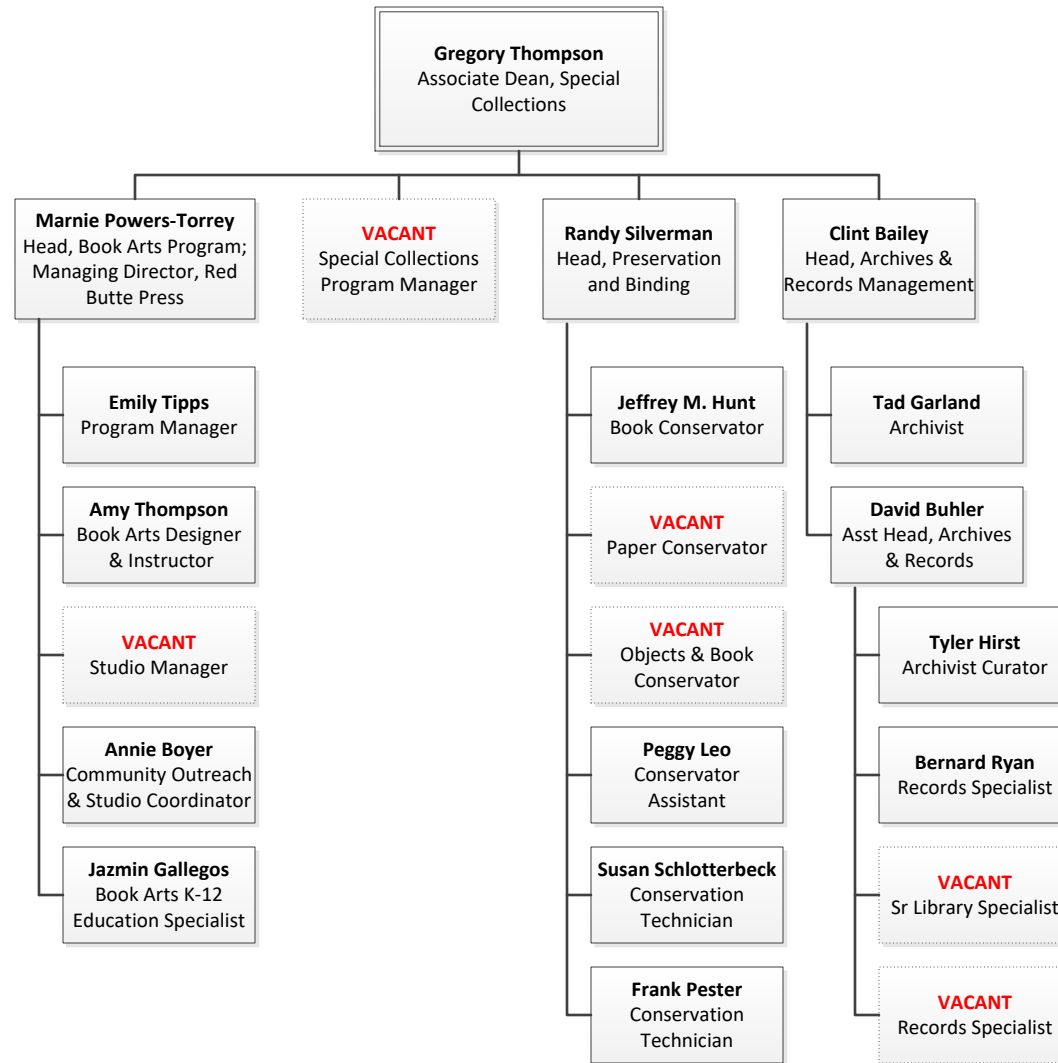 Gregory Thompson
Associate Dean, Special
Collections
Marnie Powers-Torrey
Head, Book Arts Program;
Managing Director, Red
Butte Press
VACANT
Special Collections
Program Manager
Randy Silverman
Head, Preservation
and Binding
Clint Bailey
Head, Archives &
Records Management
Emily Tipps
Program Manager
Amy Thompson
Book Arts Designer
& Instructor
VACANT
Studio Manager
Annie Boyer
Community Outreach
& Studio Coordinator
Jazmin Gallegos
Book Arts K-12
Education Specialist
Jeffrey M. Hunt
Book Conservator
VACANT
Paper Conservator
VACANT
Objects & Book
Conservator
Peggy Leo
Conservator
Assistant
Susan Schlotterbeck
Conservation
Technician
Frank Pester
Conservation
Technician
Tad Garland
Archivist
David Buhler
Asst Head, Archives
& Records
Tyler Hirst
Archivist Curator
Bernard Ryan
Records Specialist
VACANT
Sr Library Specialist
VACANT
Records Specialist